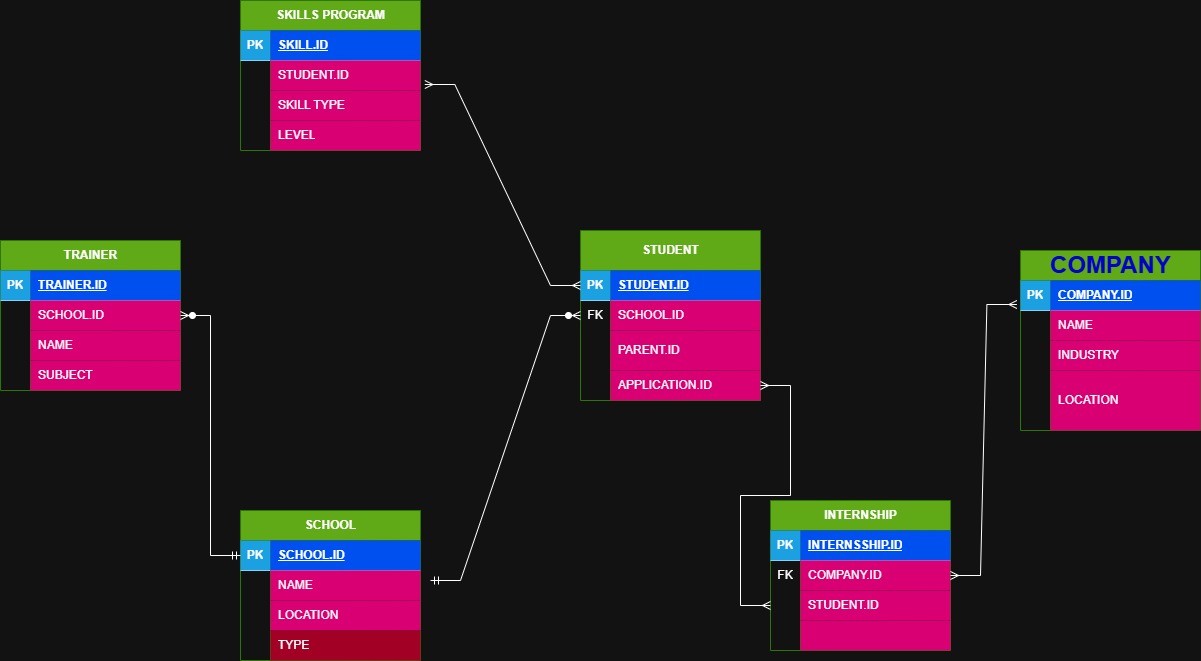 SKILLS PROGRAM
PK SKILL.ID
STUDENT.ID
SKILL TYPE
LEVEL
TRAINER
PK TRAINER.ID
SCHOOL.ID
NAME
SUBJECT
STUDENT
PK STUDENT.ID
FK SCHOOL.ID
PARENT.ID
APPLICATION.ID
COMPANY
PK COMPANY.ID
NAME
INDUSTRY
LOCATION
SCHOOL
PK SCHOOL.ID
NAME
LOCATION
TYPE
INTERNSHIP
PK INTERNSSHIP.ID
FK COMPANY.ID
STUDENT.ID